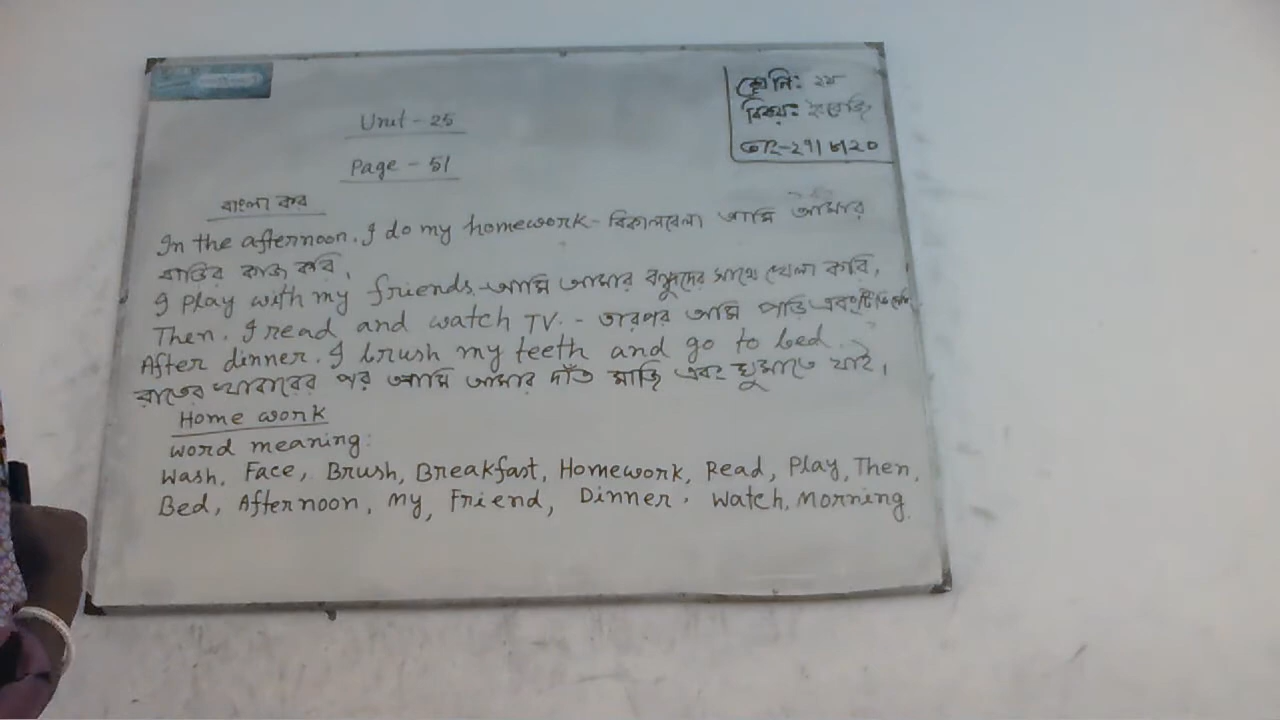 শ্রেনি: ২য়
বিষয়: ইংরেজি
তাং-২৭/৮/২০
Unit - 25
Page - 51
বাংলা কর
In the afternoon, I do my homework - বিকালবেলা আমি আমার
বাড়ির কাজ করি।
I play with my friends. - আমি আমার বন্ধুদের সাথে খেলা করি।
Then, I read and watch TV. - তারপর আমি পড়ি এবং টিভি
After dinner, I brush my teeth and go to bed.
রাতের খাবারের পর আমি আমার দাঁত মাজি এবং ঘুমাতে যাই।
Home work
word meaning:
Wash, Face, Brush, Breakfast, Homework, Read, Play, Then,
Bed, Afternoon, my, Friend, Dinner, Watch, Morning.